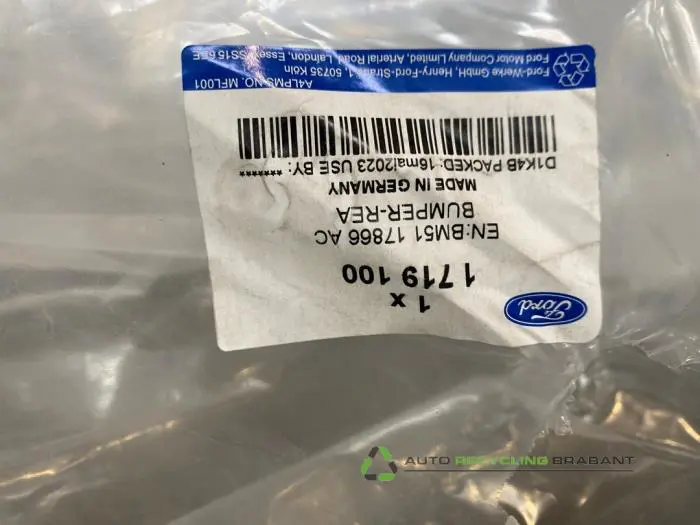 Ford
1 x
1719 100
EN:BM51 17866 AC
BUMPER-REA
MADE IN GERMANY
D1K4B PACKED:16mai2023 USE BY: *******
A4LPMS NO. MFL001
Ford-Werke GmbH, Henry-Ford-Straße 1, 50735 Köln
Ford Motor Company Limited, Arterial Road, Laindon, Essex SS15 6EE
AUTO RECYCLING BRABANT